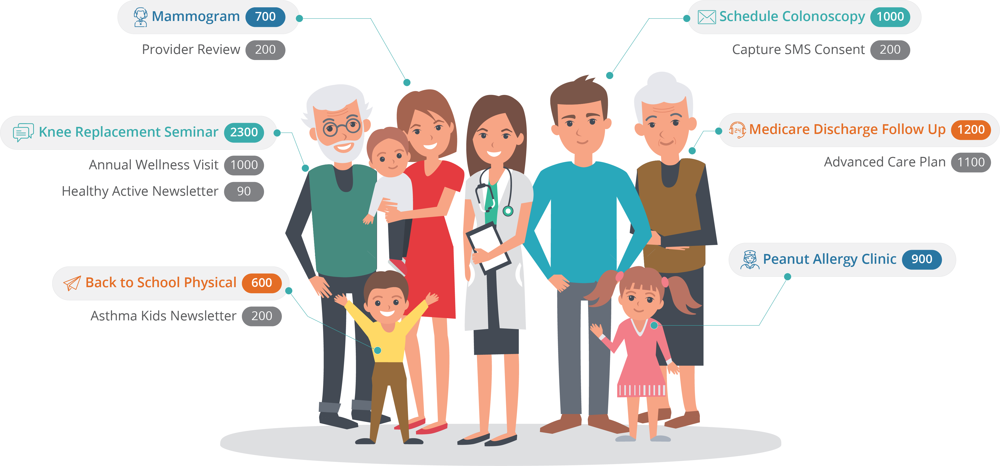 Mammogram 700
Provider Review 200
Schedule Colonoscopy 1000
Capture SMS Consent 200
Knee Replacement Seminar 2300
Annual Wellness Visit 1000
Healthy Active Newsletter 90
24 Medicare Discharge Follow Up 1200
Advanced Care Plan 1100
Back to School Physical 600
Asthma Kids Newsletter 200
Peanut Allergy Clinic 900